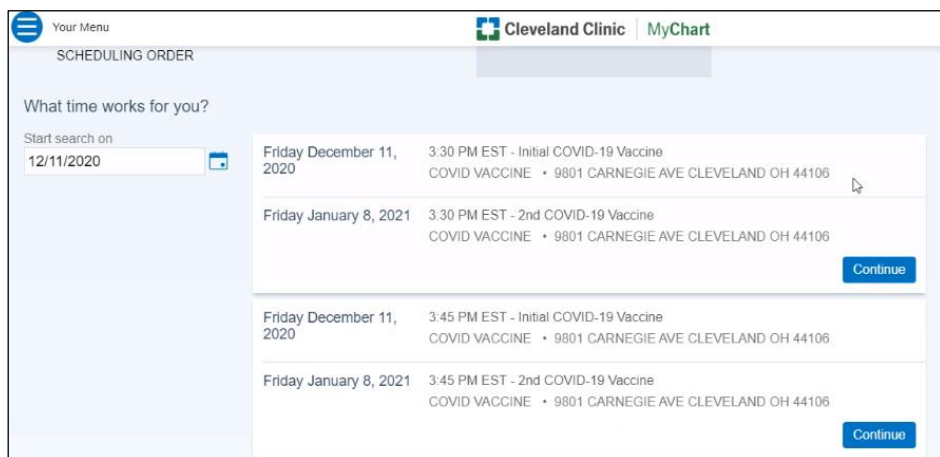 Your Menu
Cleveland Clinic MyChart
SCHEDULING ORDER
What time works for you?
Start search on
12/11/2020
Friday December 11,
2020
3:30 PM EST - Initial COVID-19 Vaccine
COVID VACCINE • 9801 CARNEGIE AVE CLEVELAND OH 44106
Friday January 8, 2021
3:30 PM EST - 2nd COVID-19 Vaccine
COVID VACCINE • 9801 CARNEGIE AVE CLEVELAND OH 44106
Continue
Friday December 11,
2020
3:45 PM EST - Initial COVID-19 Vaccine
COVID VACCINE • 9801 CARNEGIE AVE CLEVELAND OH 44106
Friday January 8, 2021
3:45 PM EST - 2nd COVID-19 Vaccine
COVID VACCINE • 9801 CARNEGIE AVE CLEVELAND OH 44106
Continue